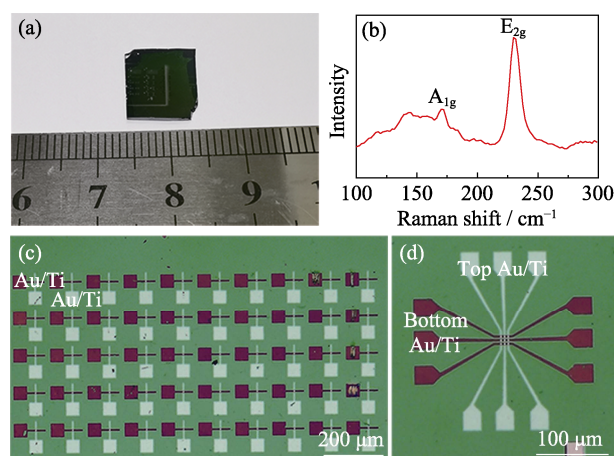 (a)
6 7 8 9
(b)
E2g
A1g
Intensity
100 150 200 250 300
Raman shift / cm⁻¹
(c)
Au/Ti
Au/Ti
200 μm
(d)
Top Au/Ti
Bottom
Au/Ti
100 μm